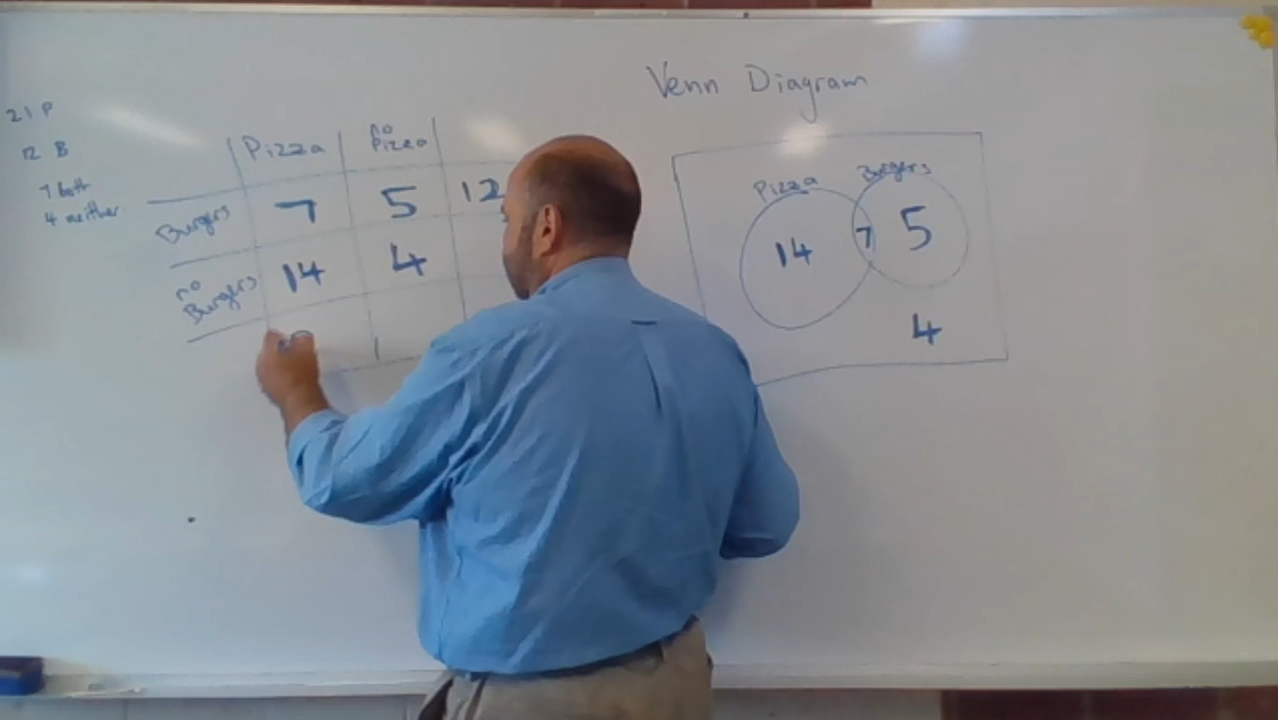 Venn Diagram
21 P
12 B
7 both
4 neither
Pizza
no
Pizza
Burgers
7
5
12
no
Burgers
14
4
Pizza
Burgers
14
7
5
4